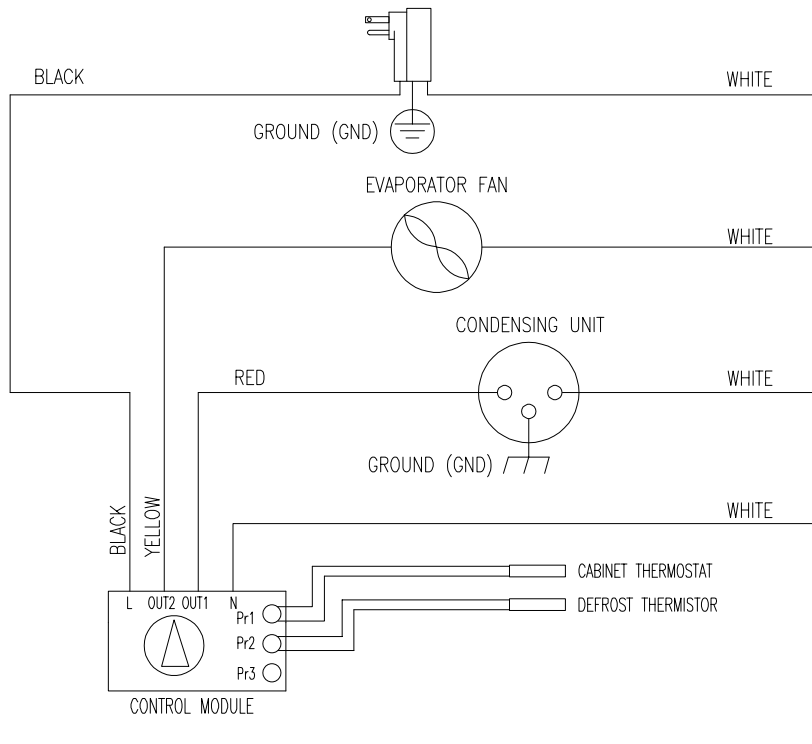 BLACK
WHITE
GROUND (GND)
EVAPORATOR FAN
WHITE
CONDENSING UNIT
RED
WHITE
GROUND (GND)
BLACK
YELLOW
WHITE
CABINET THERMOSTAT
DEFROST THERMISTOR
L OUT2 OUT1 N
Pr1
Pr2
Pr3
CONTROL MODULE